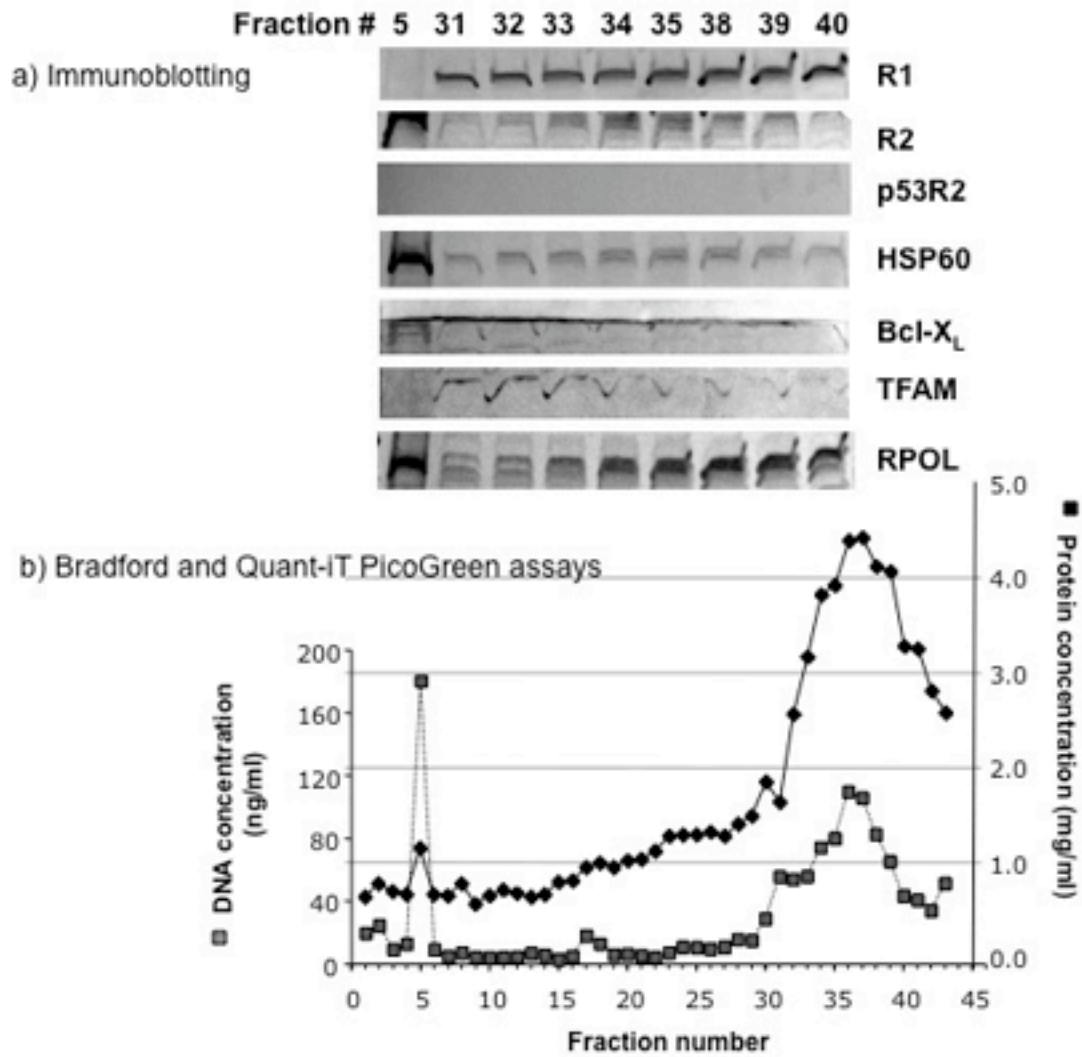 Fraction # 5 31 32 33 34 35 38 39 40
a) Immunoblotting
R1
R2
p53R2
HSP60
Bcl-XL
TFAM
RPOL
b) Bradford and Quant-iT PicoGreen assays
5.0
4.0
3.0
2.0
1.0
0.0
Protein concentration (mg/ml)
200
160
120
80
40
0
DNA concentration
(ng/ml)
0 5 10 15 20 25 30 35 40 45
Fraction number